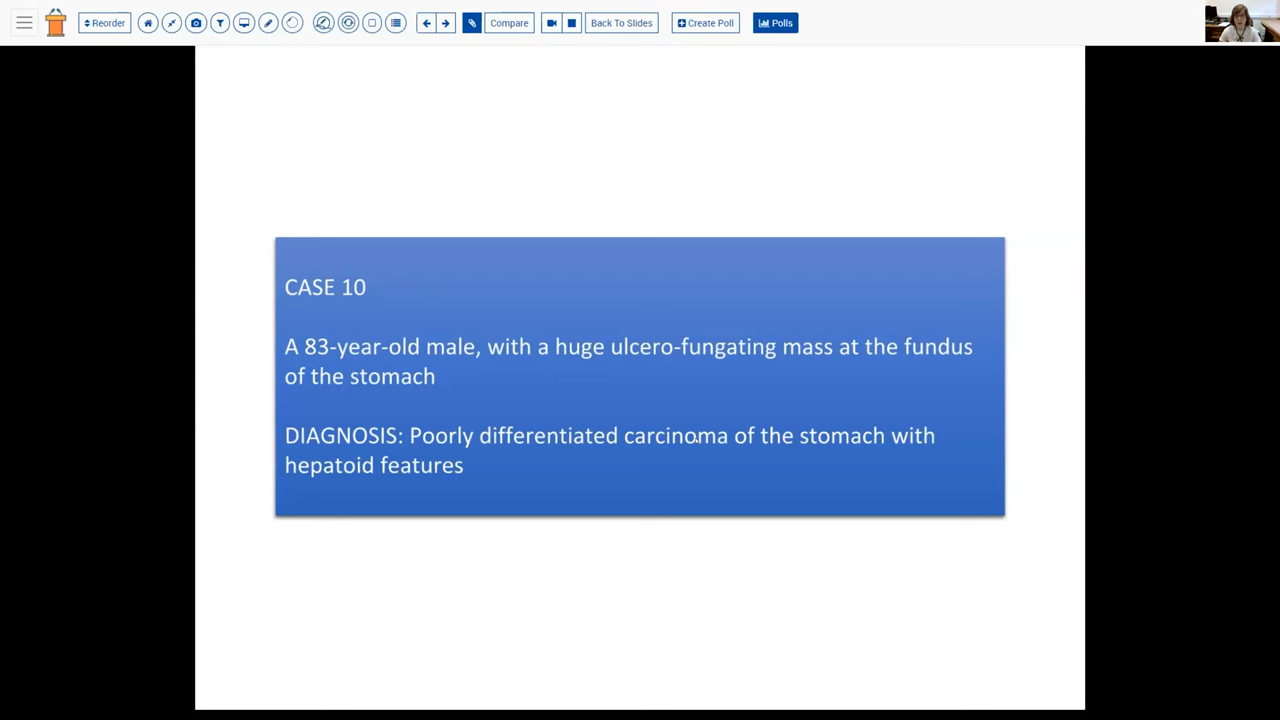 Reorder
Compare
Back To Slides
Create Poll
Polls
CASE 10
A 83-year-old male, with a huge ulcero-fungating mass at the fundus
of the stomach
DIAGNOSIS: Poorly differentiated carcinoma of the stomach with
hepatoid features